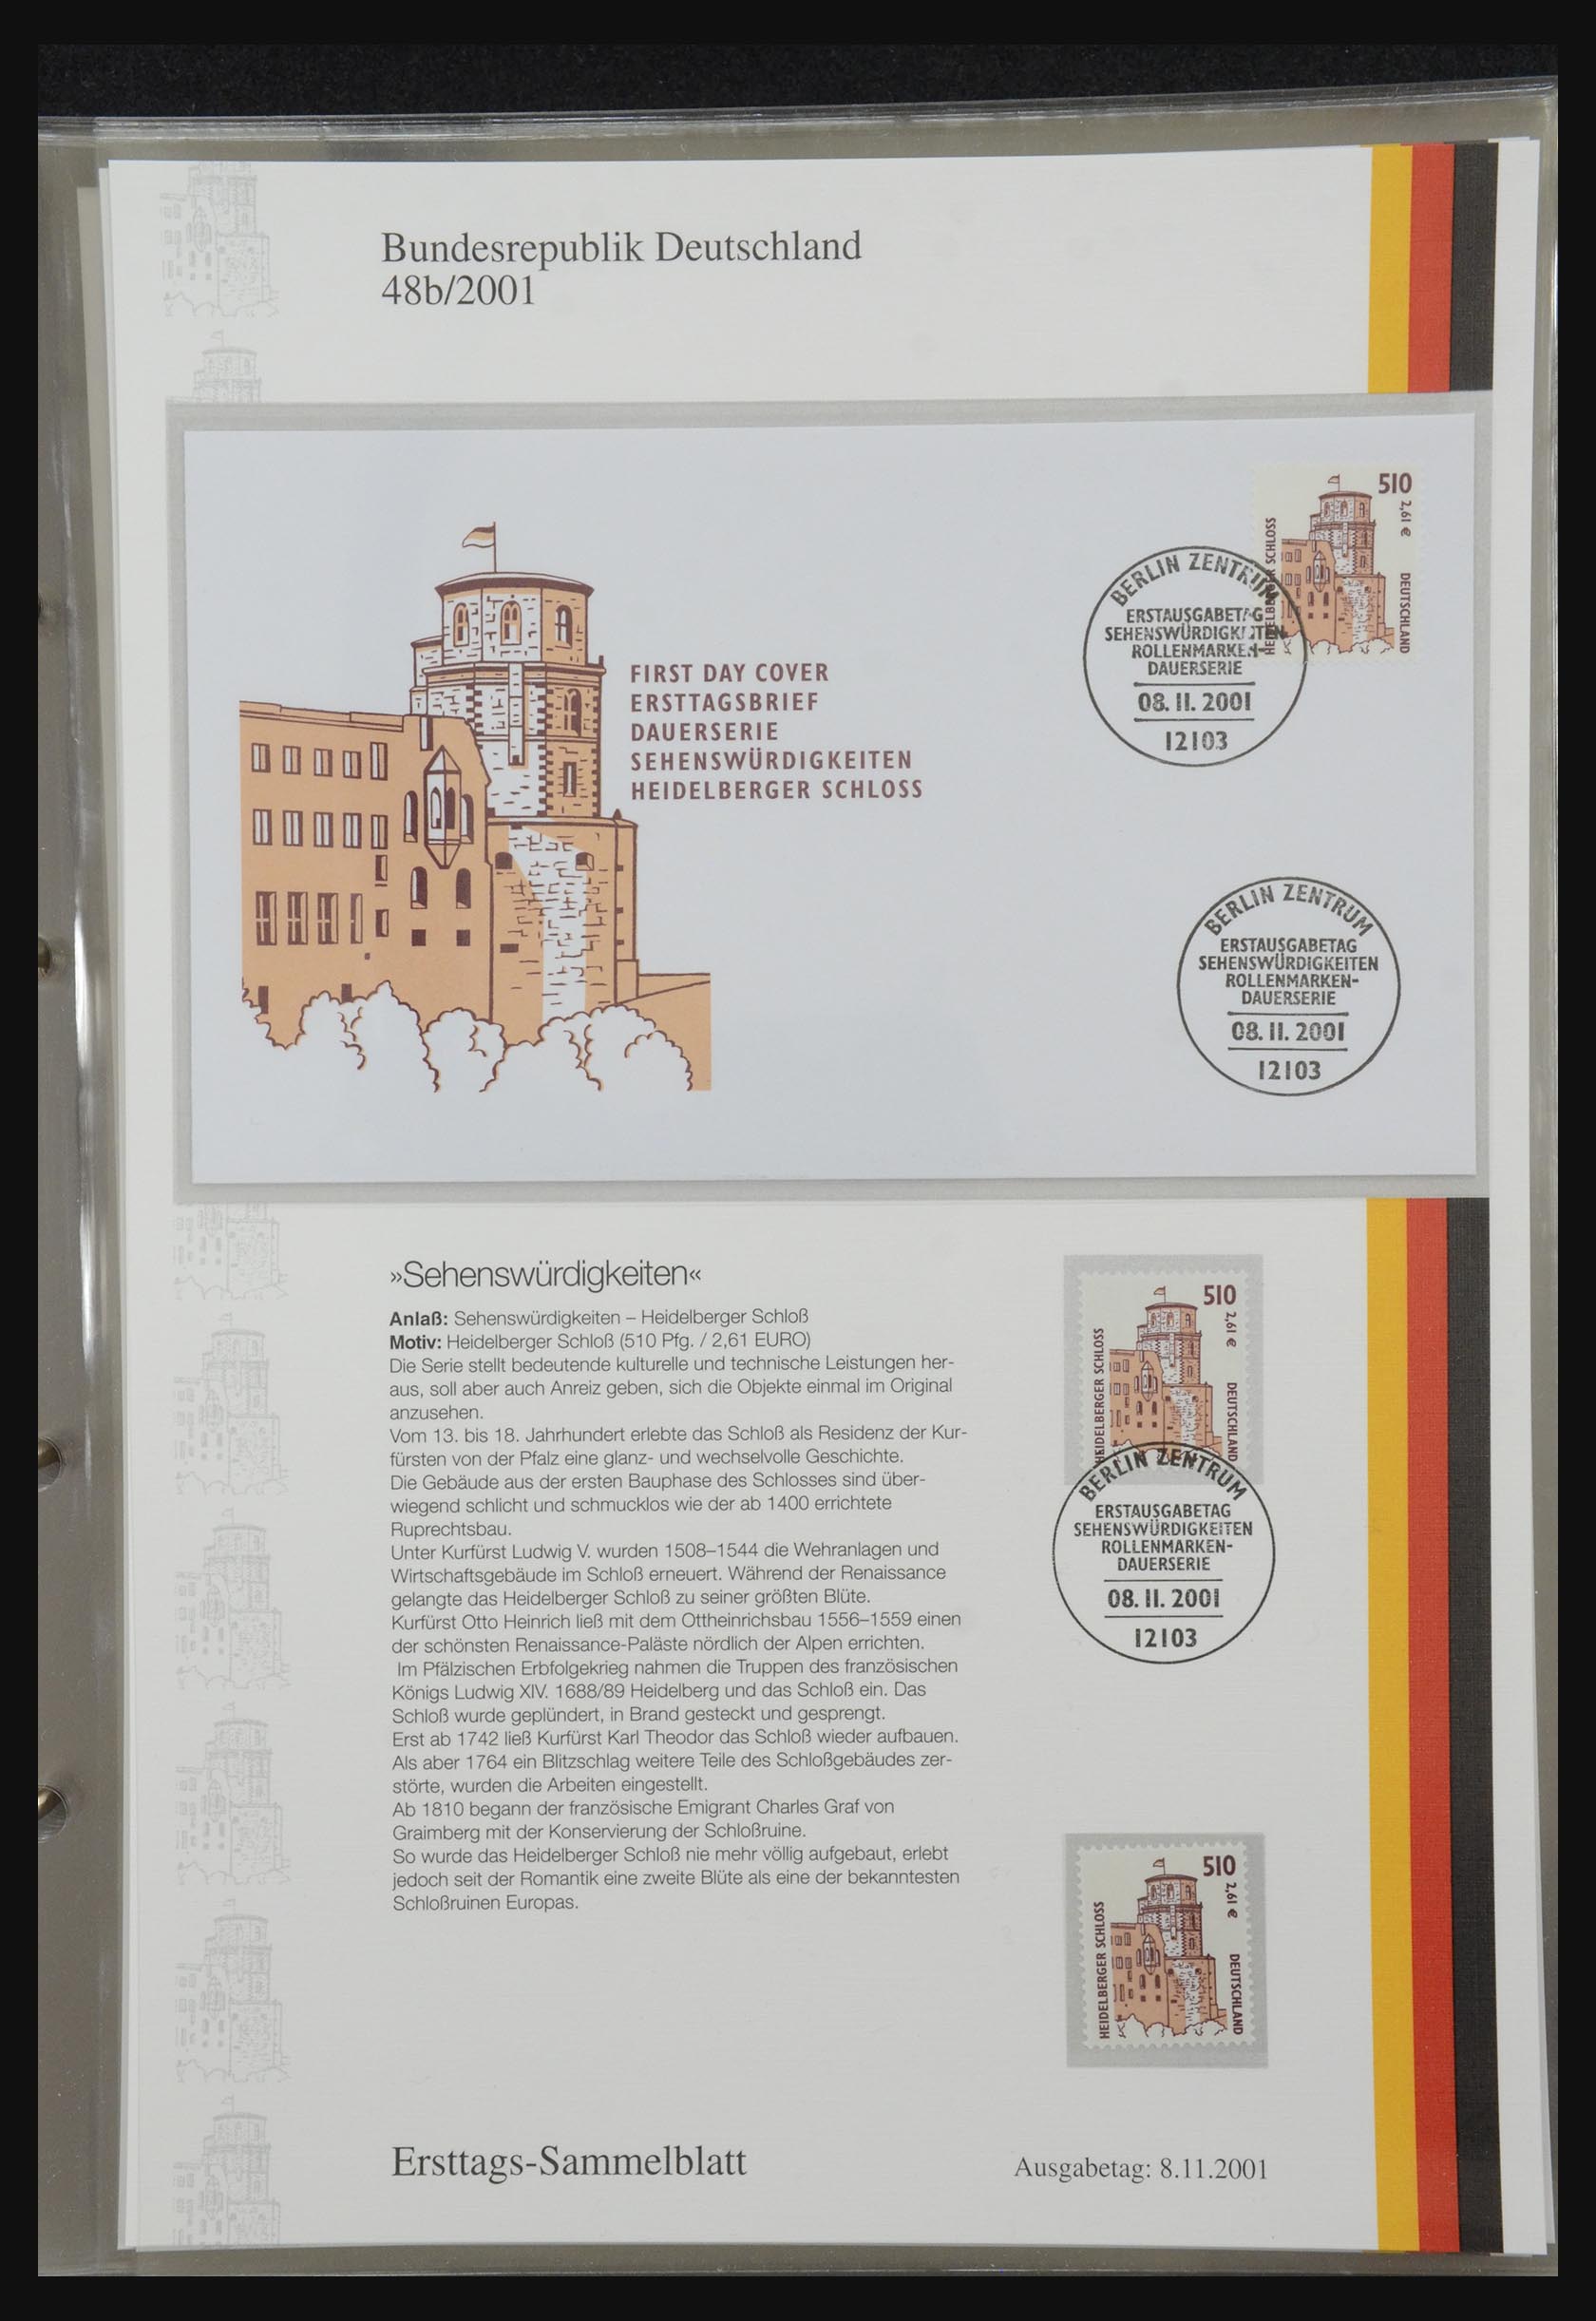 Bundesrepublik Deutschland
48b/2001
510
2,61 €
HEIDELBERGER SCHLOSS
DEUTSCHLAND
BERLIN ZENTRUM
ERSTAUSGABETAG
SEHENSWÜRDIGKEITEN
ROLLENMARKEN-
DAUERSERIE
08. 11. 2001
12103
FIRST DAY COVER
ERSTTAGSBRIEF
DAUERSERIE
SEHENSWÜRDIGKEITEN
HEIDELBERGER SCHLOSS
BERLIN ZENTRUM
ERSTAUSGABETAG
SEHENSWÜRDIGKEITEN
ROLLENMARKEN-
DAUERSERIE
08. 11. 2001
12103
»Sehenswürdigkeiten«
Anlaß: Sehenswürdigkeiten – Heidelberger Schloß
Motiv: Heidelberger Schloß (510 Pfg. / 2,61 EURO)
Die Serie stellt bedeutende kulturelle und technische Leistungen her-
aus, soll aber auch Anreiz geben, sich die Objekte einmal im Original
anzusehen.
Vom 13. bis 18. Jahrhundert erlebte das Schloß als Residenz der Kur-
fürsten von der Pfalz eine glanz- und wechselvolle Geschichte.
Die Gebäude aus der ersten Bauphase des Schlosses sind über-
wiegend schlicht und schmucklos wie der ab 1400 errichtete
Ruprechtsbau.
Unter Kurfürst Ludwig V. wurden 1508–1544 die Wehranlagen und
Wirtschaftsgebäude im Schloß erneuert. Während der Renaissance
gelangte das Heidelberger Schloß zu seiner größten Blüte.
Kurfürst Otto Heinrich ließ mit dem Ottheinrichsbau 1556–1559 einen
der schönsten Renaissance-Paläste nördlich der Alpen errichten.
Im Pfälzischen Erbfolgekrieg nahmen die Truppen des französischen
Königs Ludwig XIV. 1688/89 Heidelberg und das Schloß ein. Das
Schloß wurde geplündert, in Brand gesteckt und gesprengt.
Erst ab 1742 ließ Kurfürst Karl Theodor das Schloß wieder aufbauen.
Als aber 1764 ein Blitzschlag weitere Teile des Schloßgebäudes zer-
störte, wurden die Arbeiten eingestellt.
Ab 1810 begann der französische Emigrant Charles Graf von
Graimberg mit der Konservierung der Schloßruine.
So wurde das Heidelberger Schloß nie mehr völlig aufgebaut, erlebt
jedoch seit der Romantik eine zweite Blüte als eine der bekanntesten
Schloßruinen Europas.
510
2,61 €
HEIDELBERGER SCHLOSS
DEUTSCHLAND
BERLIN ZENTRUM
ERSTAUSGABETAG
SEHENSWÜRDIGKEITEN
ROLLENMARKEN-
DAUERSERIE
08. 11. 2001
12103
510
2,61 €
HEIDELBERGER SCHLOSS
DEUTSCHLAND
Ersttags-Sammelblatt
Ausgabetag: 8.11.2001